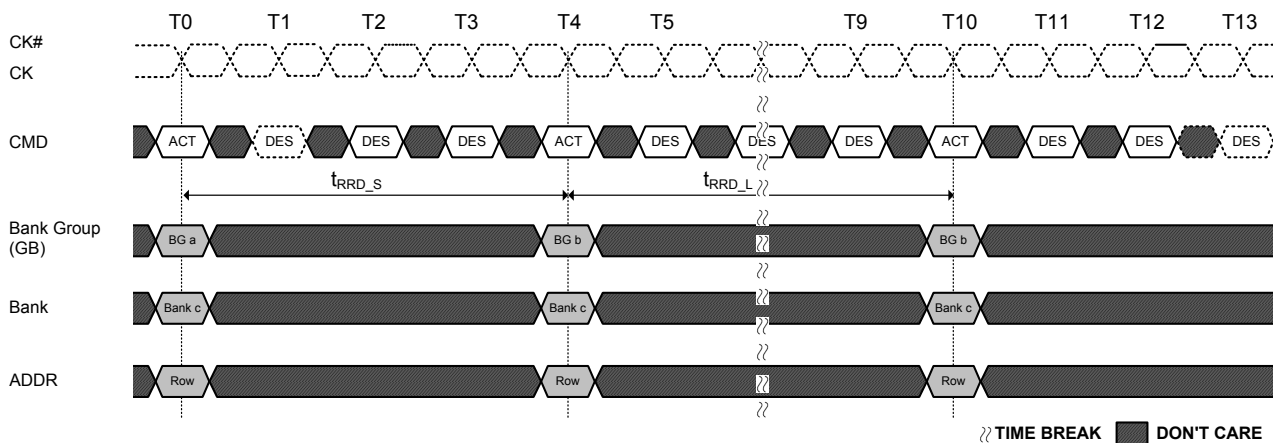 T0 T1 T2 T3 T4 T5 T9 T10 T11 T12 T13
CK#
CK
CMD ACT DES DES DES ACT DES DES DES ACT DES DES DES
tRRD_S tRRD_L
Bank Group
(GB) BG a BG b BG b
Bank Bank c Bank c Bank c
ADDR Row Row Row
TIME BREAK DON'T CARE